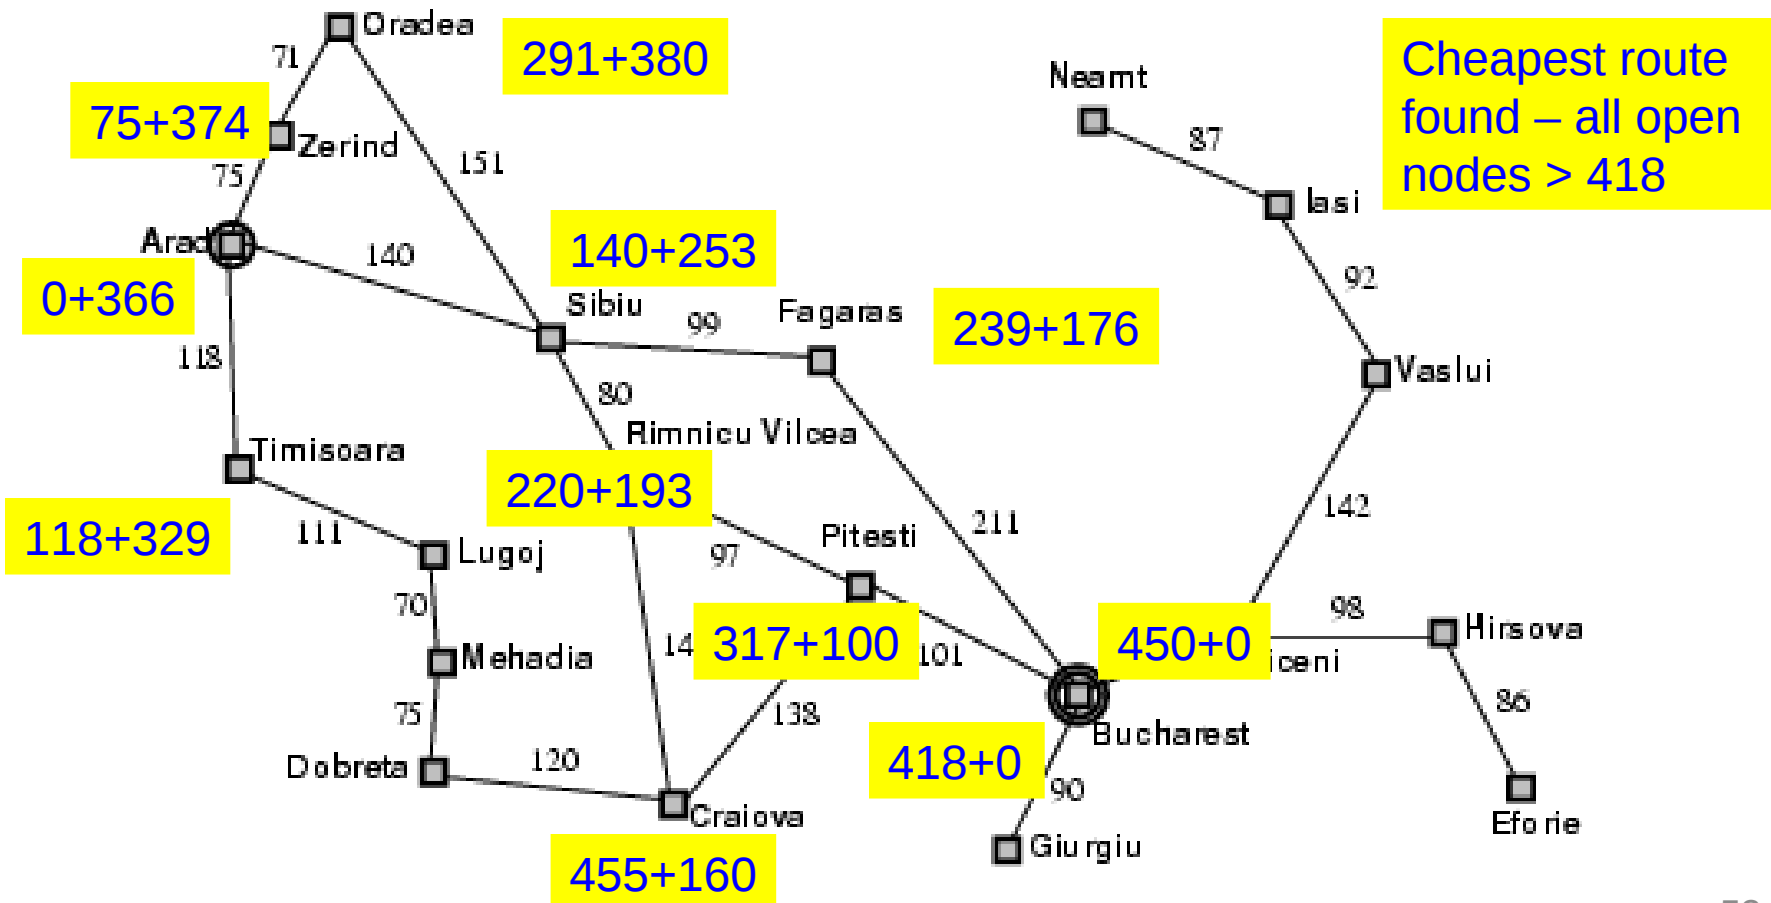 Oradea
291+380
Cheapest route
found – all open
nodes > 418
71
Neamt
75+374
Zerind
87
75
151
Iasi
Arad
140
140+253
0+366
92
Sibiu
99
Fagaras
239+176
118
80
Vaslui
Rimnicu Vilcea
Timisoara
220+193
142
118+329
111
Pitesti
211
97
Lugoj
70
98
Hirsova
14
317+100
101
450+0
iceni
Mehadia
75
138
86
Bucharest
Dobreta
120
418+0
90
Craiova
Eforie
Giurgiu
455+160